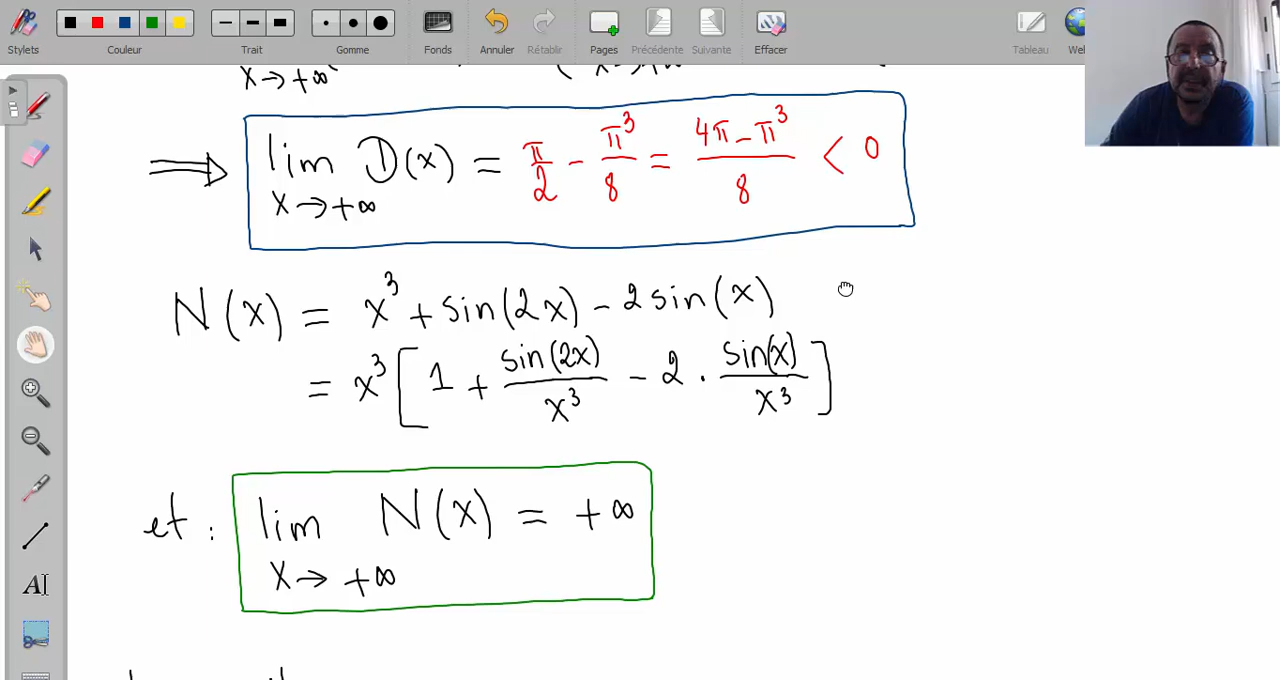 Stylets Couleur Trait Gomme Fonds Annuler Rétablir Pages Précédente Suivante Effacer Tableau
x→+∞
⟹ lim D(x) = π/2 − π³/8 = (4π − π³)/8 < 0
x→+∞
N(x) = x³ + sin(2x) − 2 sin(x)
= x³ [ 1 + sin(2x)/x³ − 2 · sin(x)/x³ ]
et : lim N(x) = +∞
x→ +∞